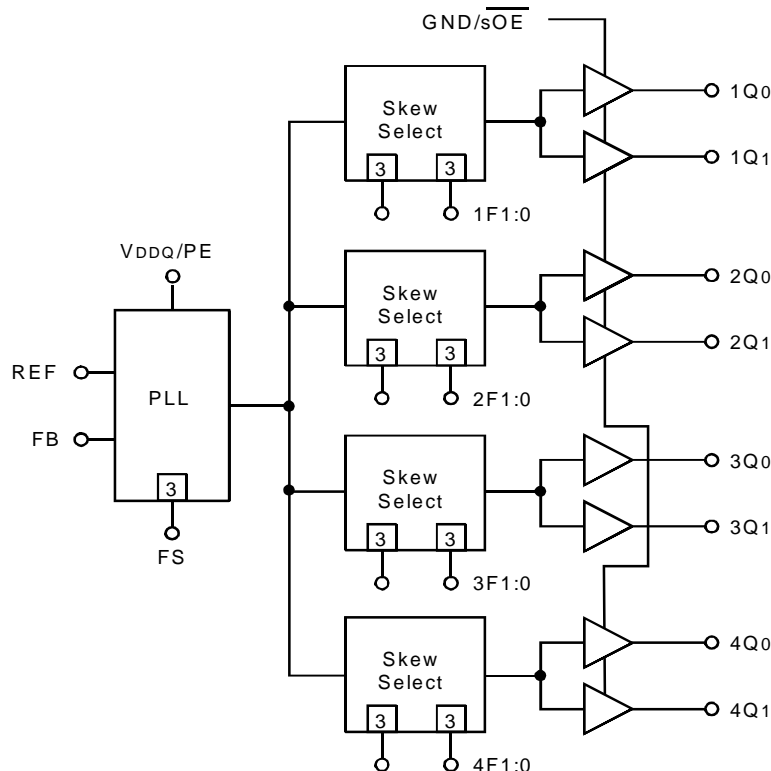 GND/sOE
Skew
Select
3 3
1F1:0
1Q0
1Q1
VDDQ/PE
Skew
Select
3 3
2F1:0
2Q0
2Q1
REF
FB
PLL
3
FS
Skew
Select
3 3
3F1:0
3Q0
3Q1
Skew
Select
3 3
4F1:0
4Q0
4Q1